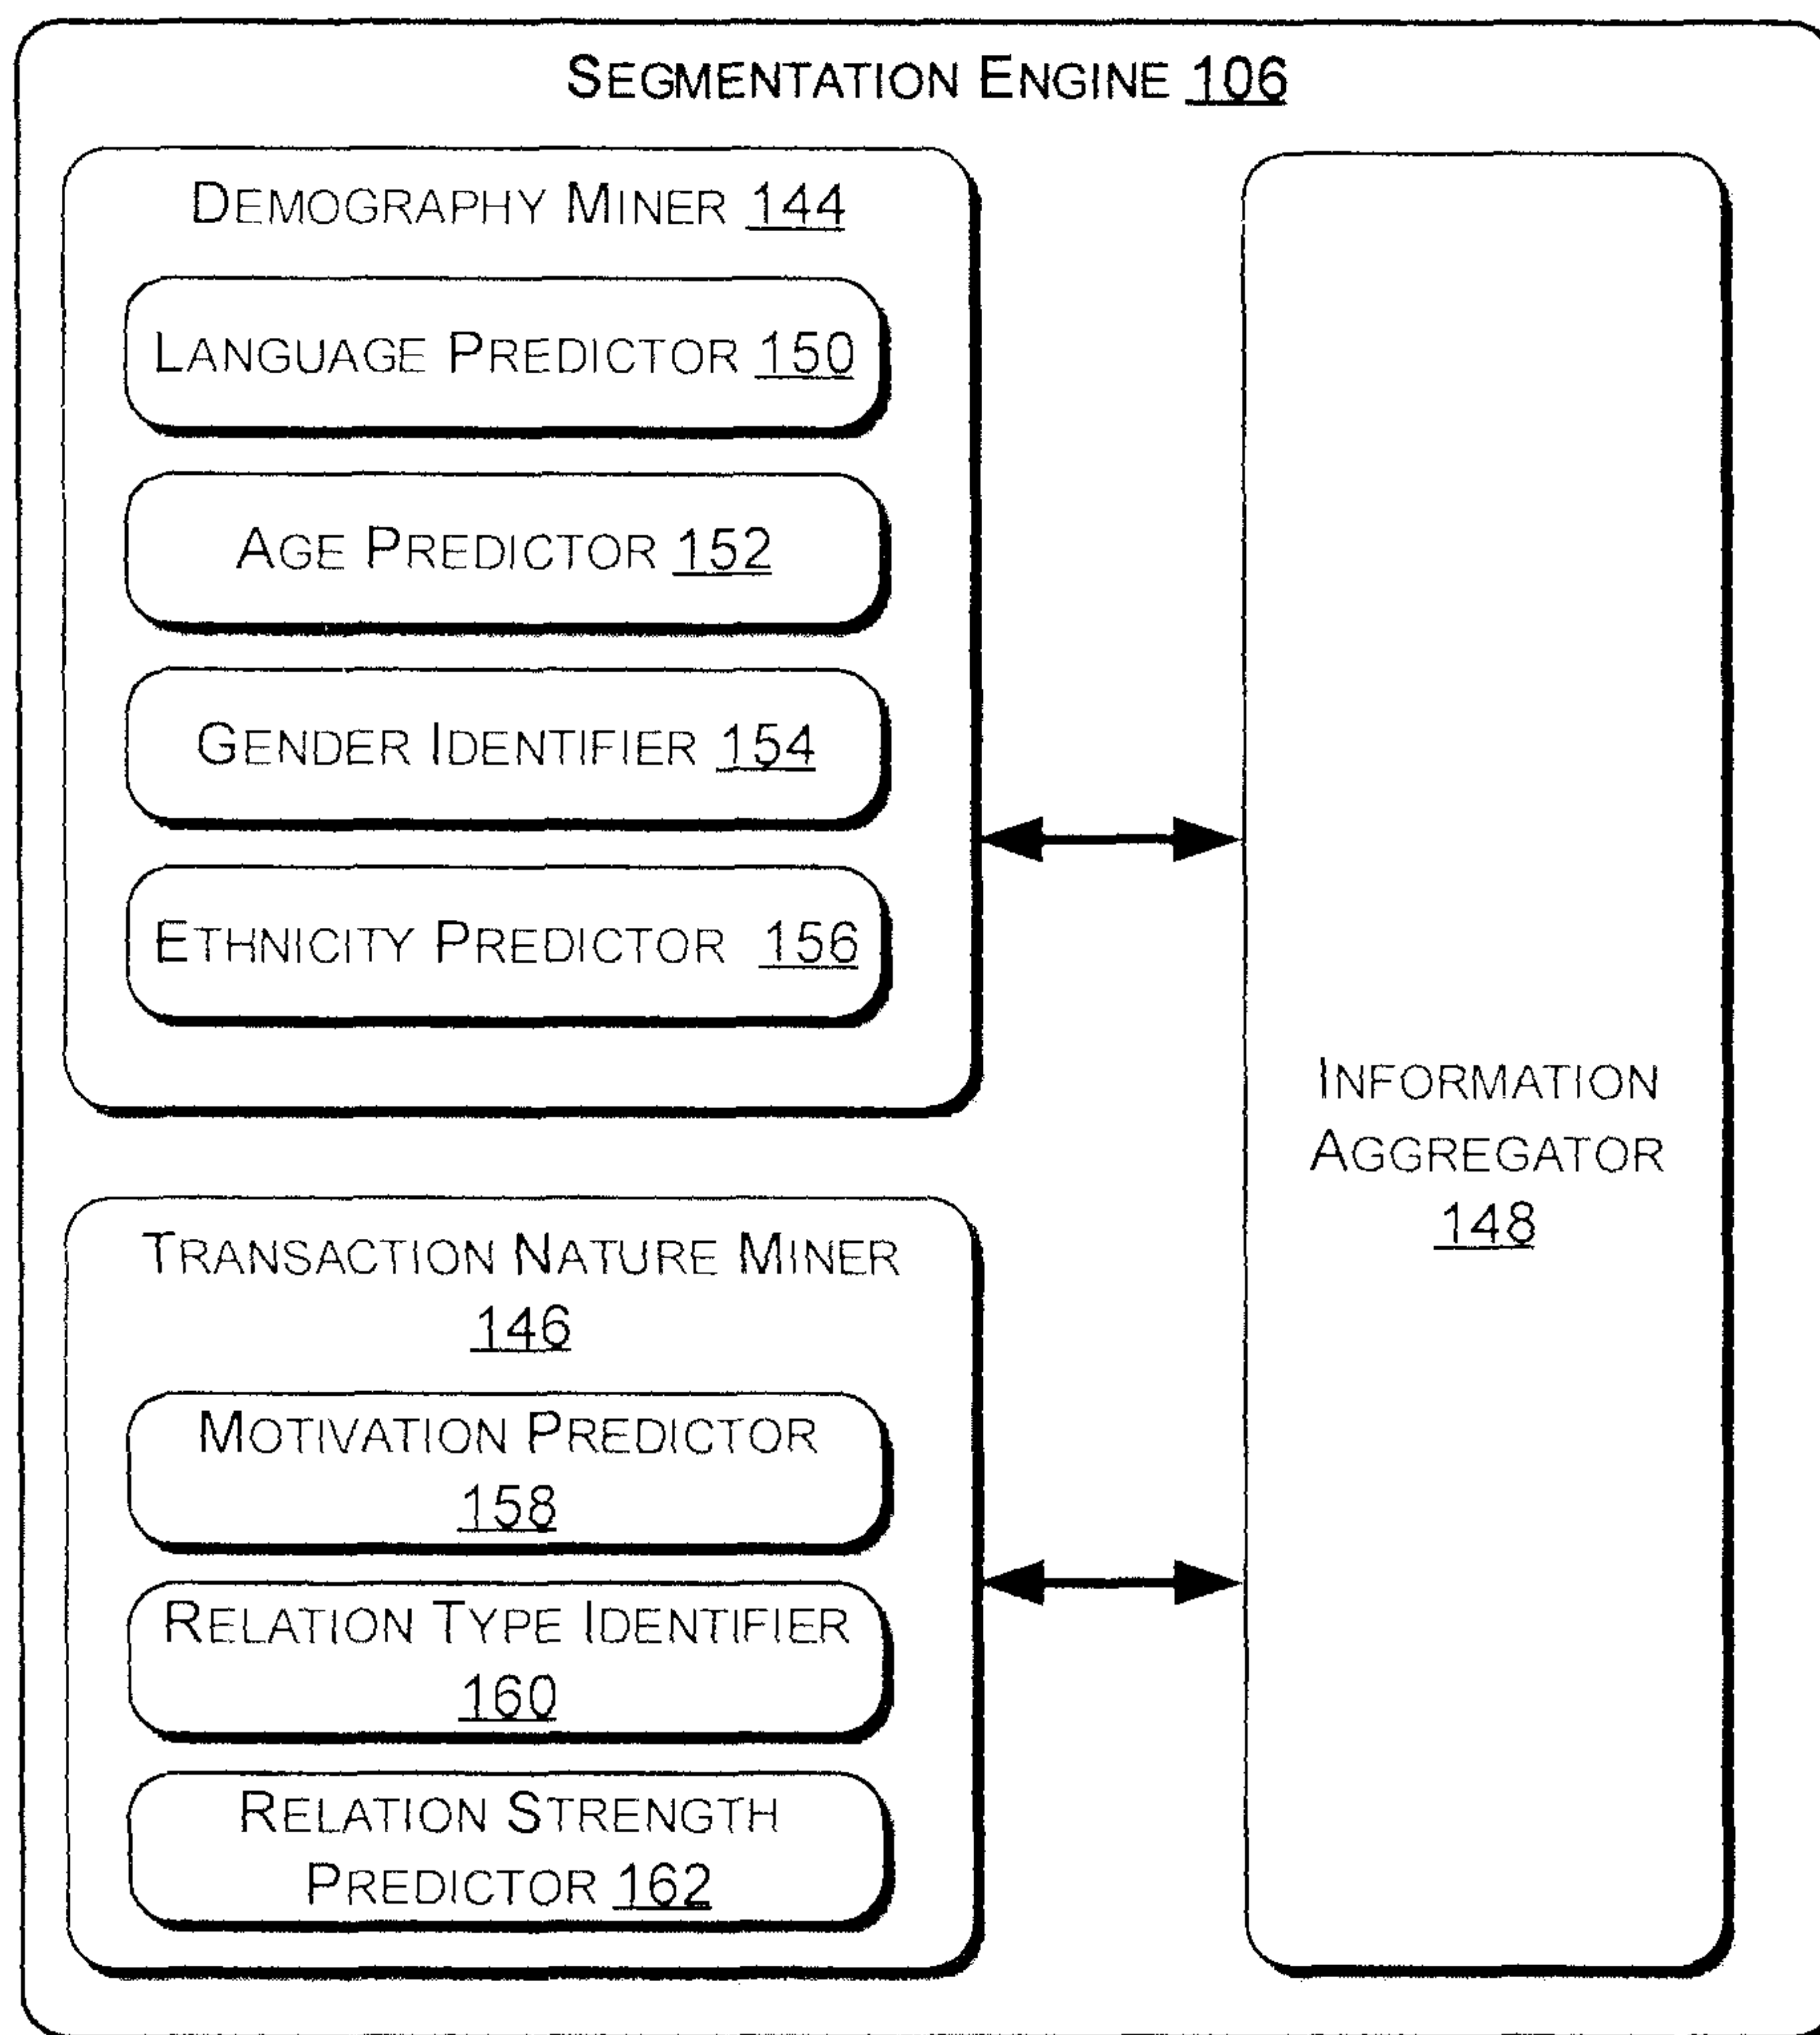 SEGMENTATION ENGINE 106
DEMOGRAPHY MINER 144
LANGUAGE PREDICTOR 150
AGE PREDICTOR 152
GENDER IDENTIFIER 154
ETHNICITY PREDICTOR 156
TRANSACTION NATURE MINER
146
MOTIVATION PREDICTOR
158
RELATION TYPE IDENTIFIER
160
RELATION STRENGTH
PREDICTOR 162
INFORMATION
AGGREGATOR
148